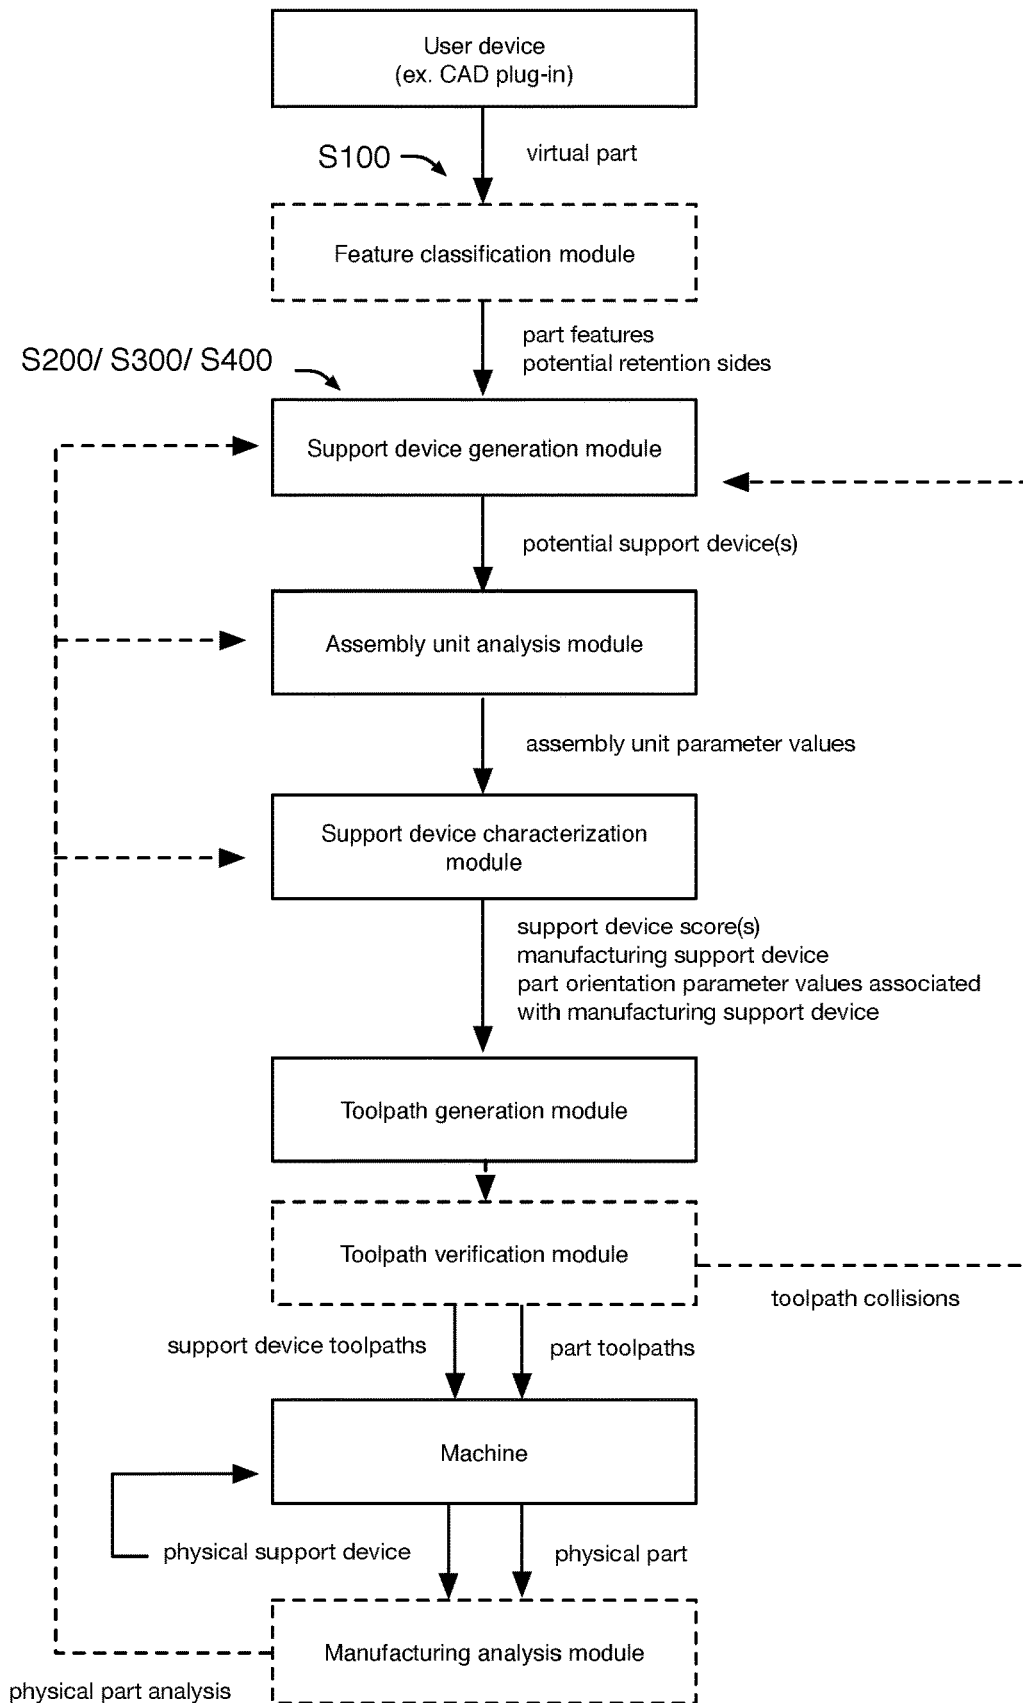 User device
(ex. CAD plug-in)
S100
virtual part
Feature classification module
part features
potential retention sides
S200/ S300/ S400
Support device generation module
potential support device(s)
Assembly unit analysis module
assembly unit parameter values
Support device characterization
module
support device score(s)
manufacturing support device
part orientation parameter values associated
with manufacturing support device
Toolpath generation module
Toolpath verification module
toolpath collisions
support device toolpaths
part toolpaths
Machine
physical support device
physical part
Manufacturing analysis module
physical part analysis